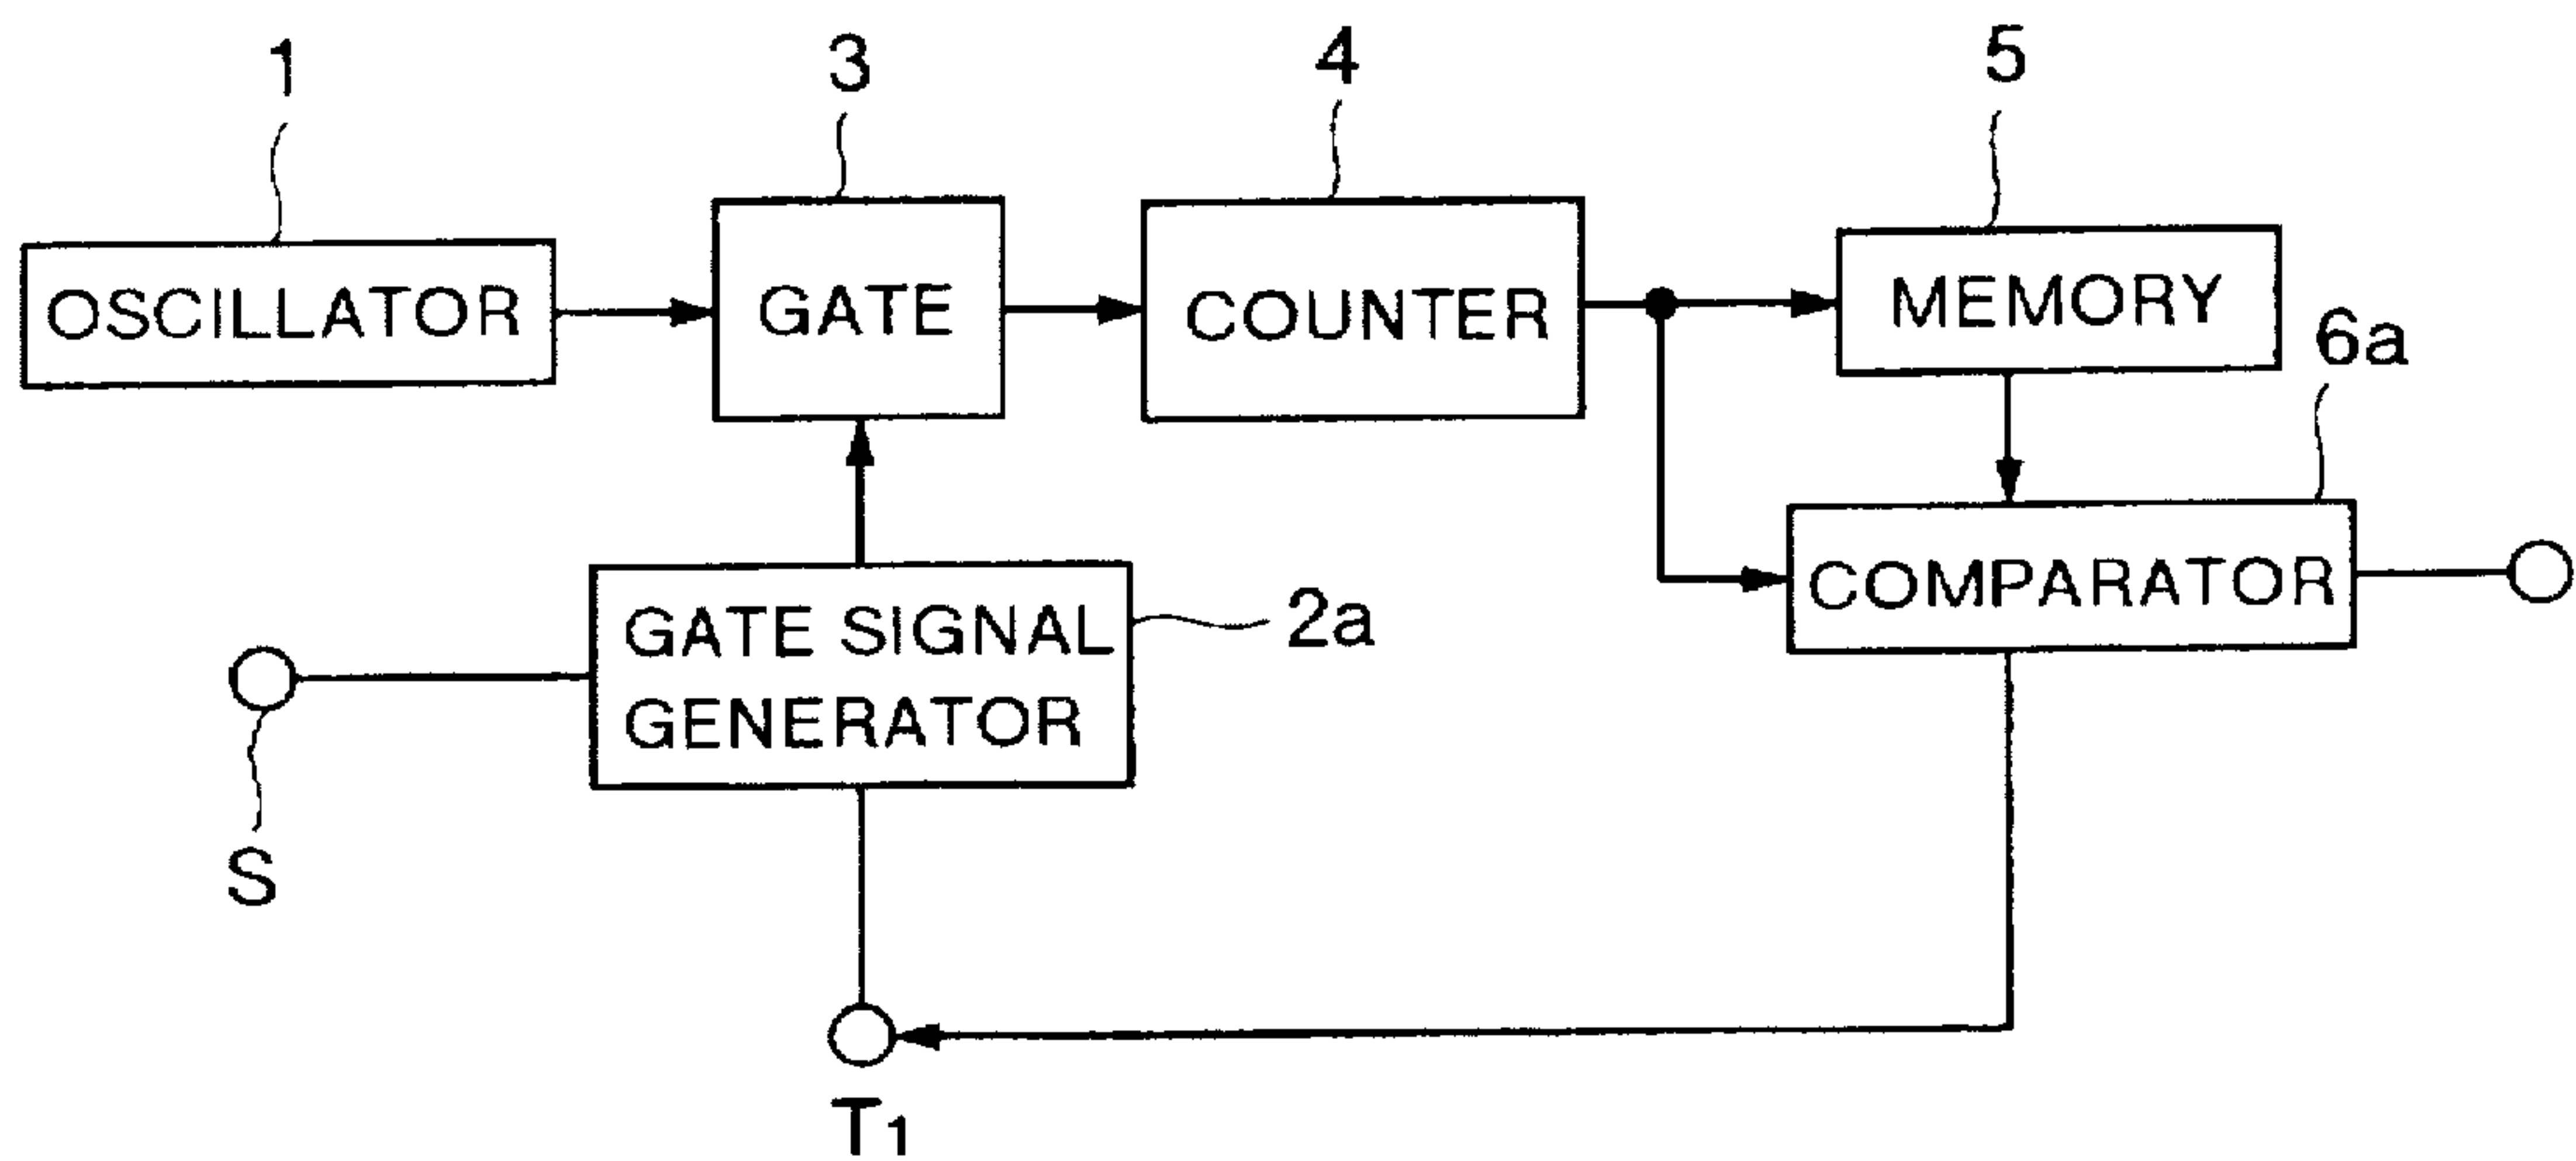 1
3
4
5
OSCILLATOR
GATE
COUNTER
MEMORY
6a
COMPARATOR
GATE SIGNAL
GENERATOR
2a
S
T1